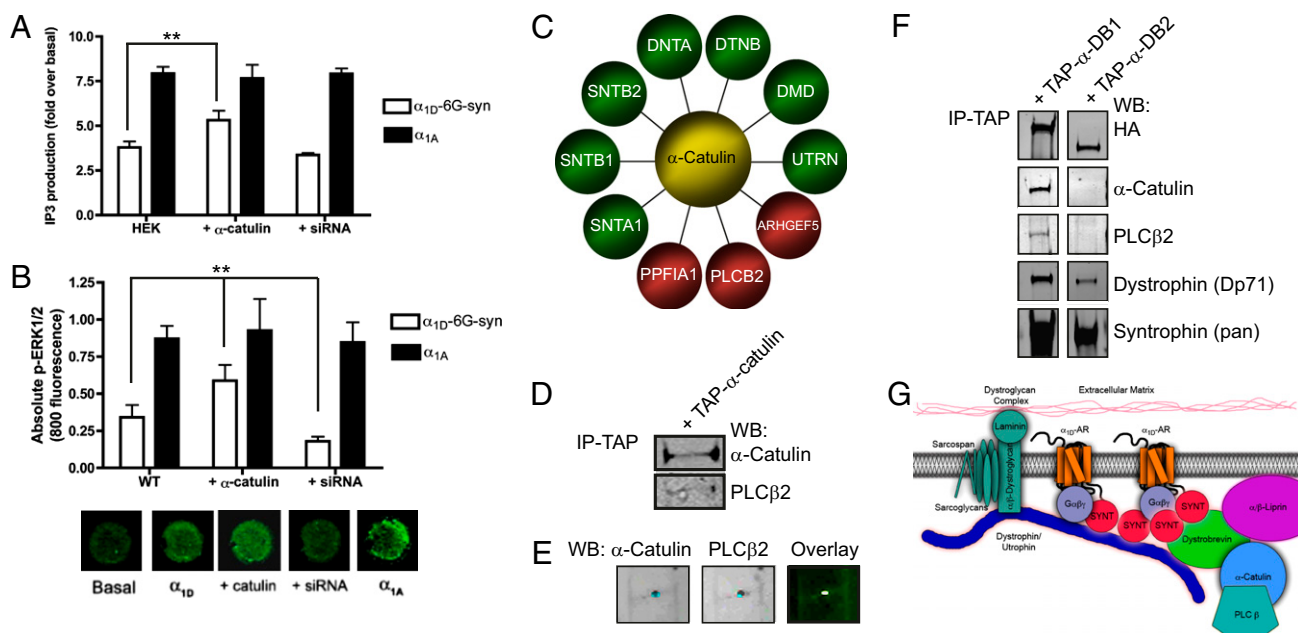 A
IP3 production (fold over basal)
10.0
7.5
5.0
2.5
0.0
**
HEK
+ α-catulin
+ siRNA
α1D-6G-syn
α1A
B
Absolute p-ERK1/2
(800 fluorescence)
1.25
1.00
0.75
0.50
0.25
0.00
**
WT
+ α-catulin
+ siRNA
α1D-6G-syn
α1A
Basal
α1D
+ catulin
+ siRNA
α1A
C
DNTA
DTNB
SNTB2
DMD
SNTB1
α-Catulin
UTRN
SNTA1
ARHGEF5
PPFIA1
PLCB2
D
+ TAP-α-catulin
IP-TAP
WB:
α-Catulin
PLCβ2
E
WB: α-Catulin
PLCβ2
Overlay
F
+ TAP-α-DB1
+ TAP-α-DB2
IP-TAP
WB:
HA
α-Catulin
PLCβ2
Dystrophin (Dp71)
Syntrophin (pan)
G
Dystroglycan
Complex
Extracellular Matrix
Laminin
α1D-AR
α1D-AR
Sarcospan
α/β-Dystroglycan
Sarcoglycans
Gαβγ
Gαβγ
SYNT
SYNT
SYNT
SYNT
α/β-Liprin
Dystrobrevin
Dystrophin/
Utrophin
α-Catulin
PLC β